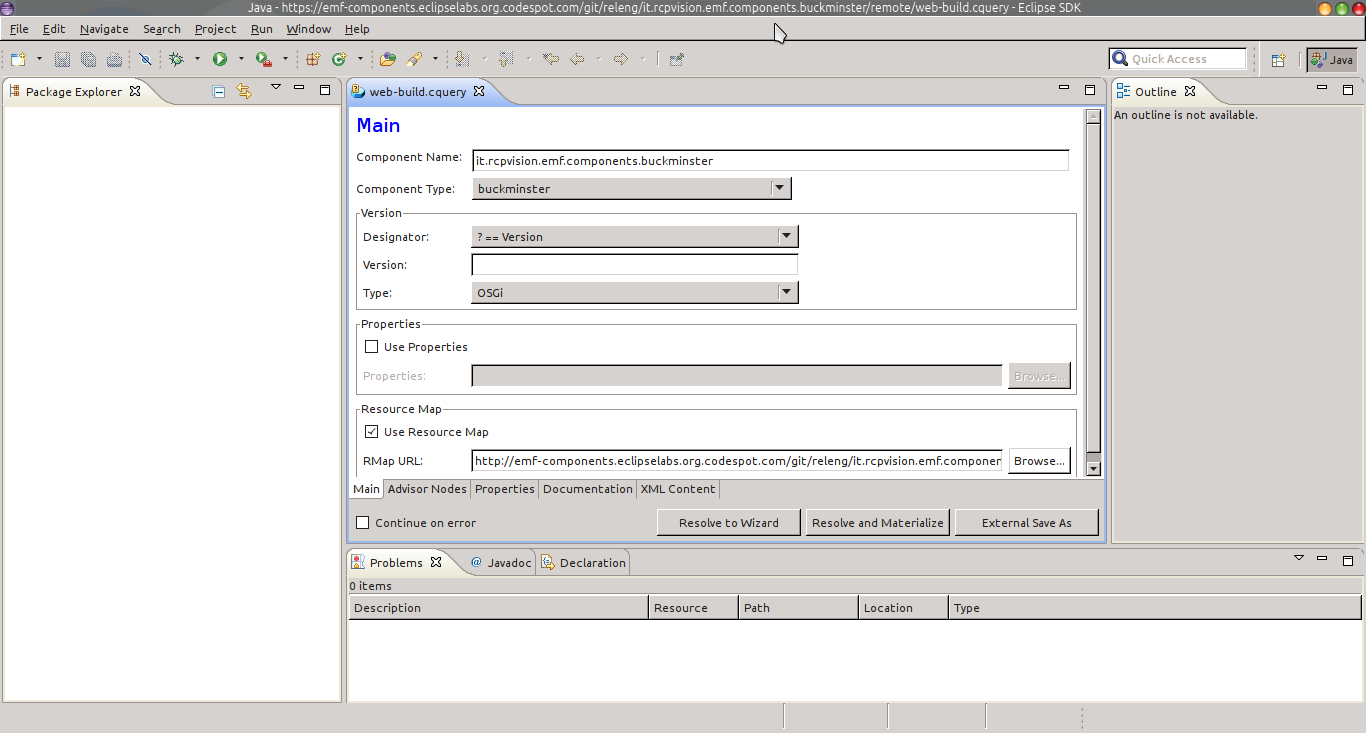 Java - https://emf-components.eclipselabs.org.codespot.com/git/releng/it.rcpvision.emf.components.buckminster/remote/web-build.cquery - Eclipse SDK
File Edit Navigate Search Project Run Window Help
Quick Access Java
Package Explorer
web-build.cquery
Outline
An outline is not available.
Main
Component Name: it.rcpvision.emf.components.buckminster
Component Type: buckminster
Version
Designator: ? == Version
Version:
Type: OSGi
Properties
Use Properties
Properties: Browse...
Resource Map
Use Resource Map
RMap URL: http://emf-components.eclipselabs.org.codespot.com/git/releng/it.rcpvision.emf.componen Browse...
Main Advisor Nodes Properties Documentation XML Content
Continue on error Resolve to Wizard Resolve and Materialize External Save As
Problems @ Javadoc Declaration
0 items
Description Resource Path Location Type